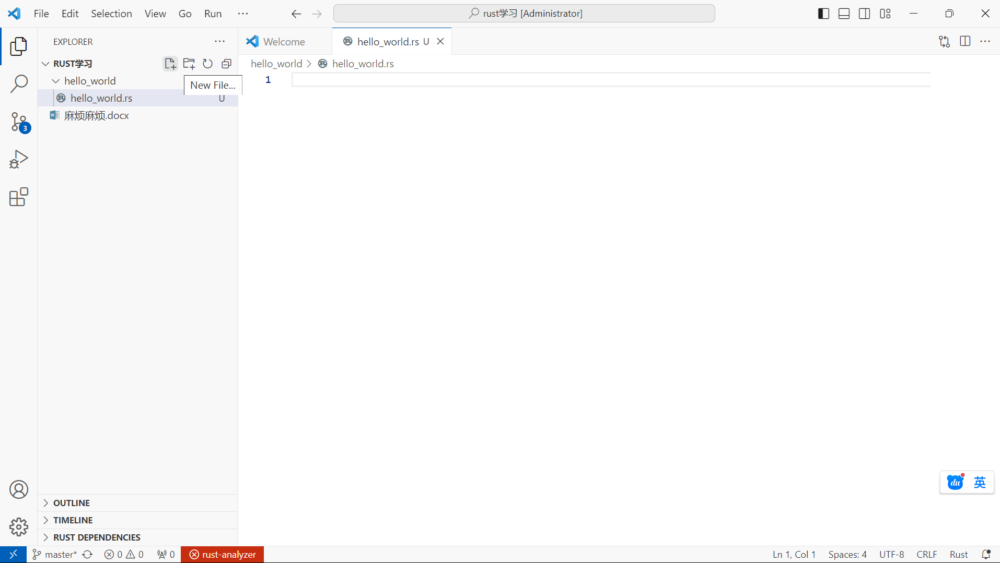 File Edit Selection View Go Run ··· rust学习 [Administrator]
EXPLORER ···
Welcome hello_world.rs U
RUST学习
hello_world > hello_world.rs
hello_world
New File...
1
hello_world.rs U
麻烦麻烦.docx
3
du 英
OUTLINE
TIMELINE
RUST DEPENDENCIES
master* 0 0 0 rust-analyzer Ln 1, Col 1 Spaces: 4 UTF-8 CRLF Rust